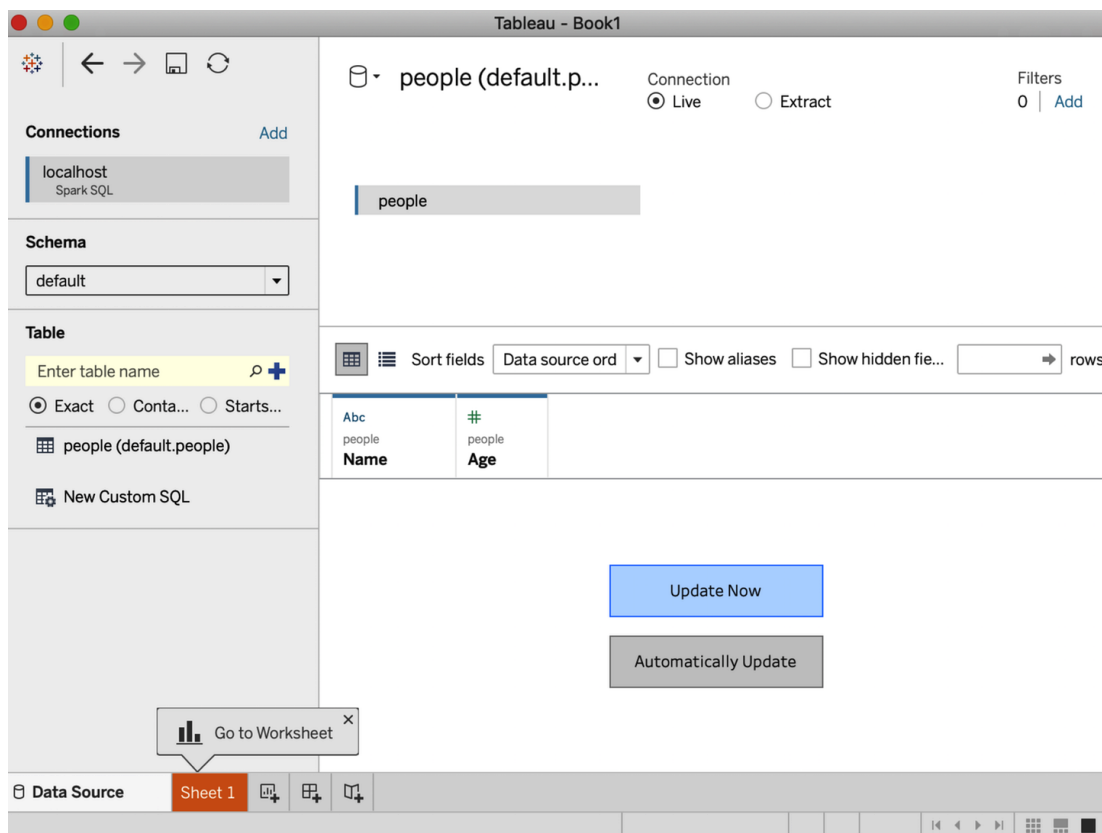 Tableau - Book1
Connections
Add
localhost
Spark SQL
Schema
default
Table
Enter table name
Exact
Conta...
Starts...
people (default.people)
New Custom SQL
people (default.p...
Connection
Live
Extract
Filters
0
Add
people
Sort fields
Data source ord
Show aliases
Show hidden fie...
rows
Abc
people
Name
#
people
Age
Update Now
Automatically Update
Go to Worksheet
Data Source
Sheet 1